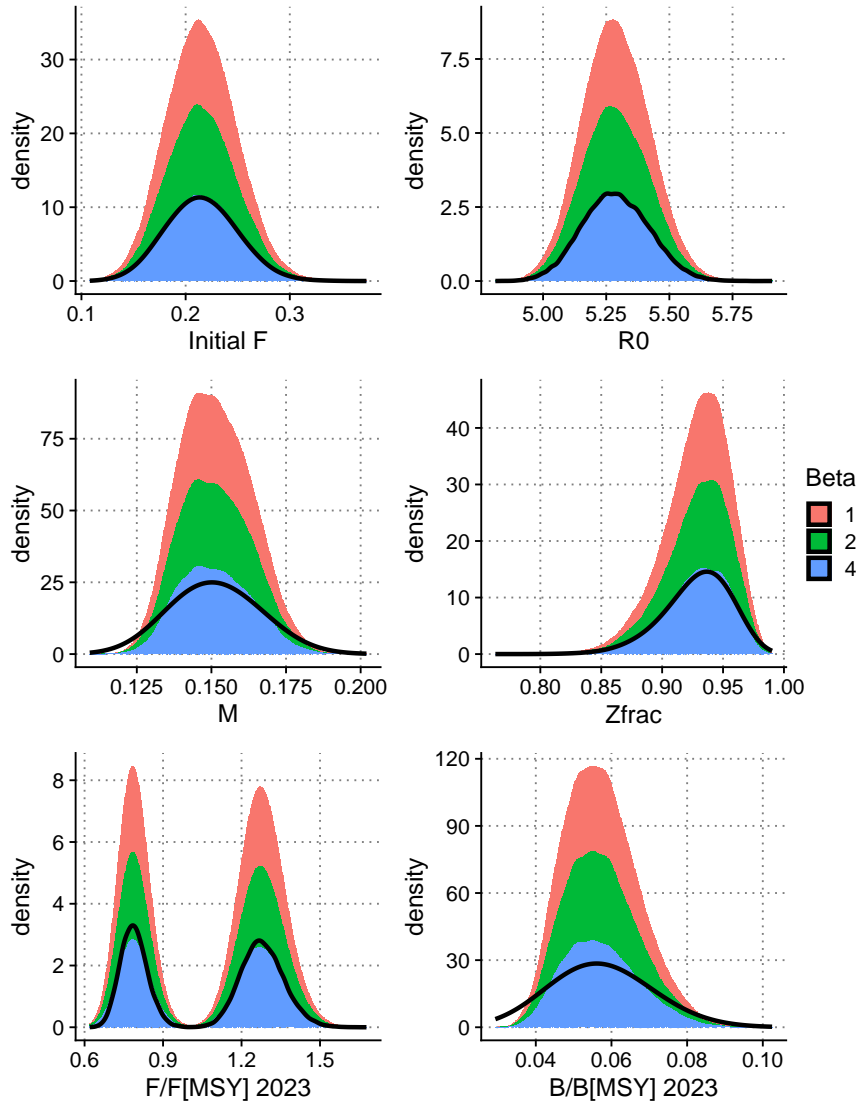 density
30
20
10
0
0.1 0.2 0.3
Initial F
density
7.5
5.0
2.5
0.0
5.00 5.25 5.50 5.75
R0
density
75
50
25
0
0.125 0.150 0.175 0.200
M
density
40
30
20
10
0
0.80 0.85 0.90 0.95 1.00
Zfrac
Beta
1
2
4
density
8
6
4
2
0
0.6 0.9 1.2 1.5
F/F[MSY] 2023
density
120
90
60
30
0
0.04 0.06 0.08 0.10
B/B[MSY] 2023